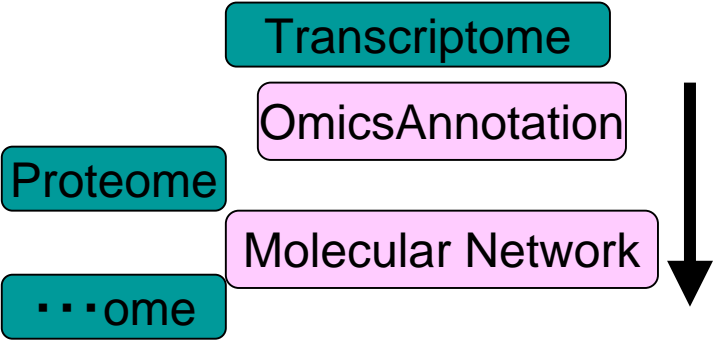 Transcriptome
OmicsAnnotation
Proteome
Molecular Network
･･･ome